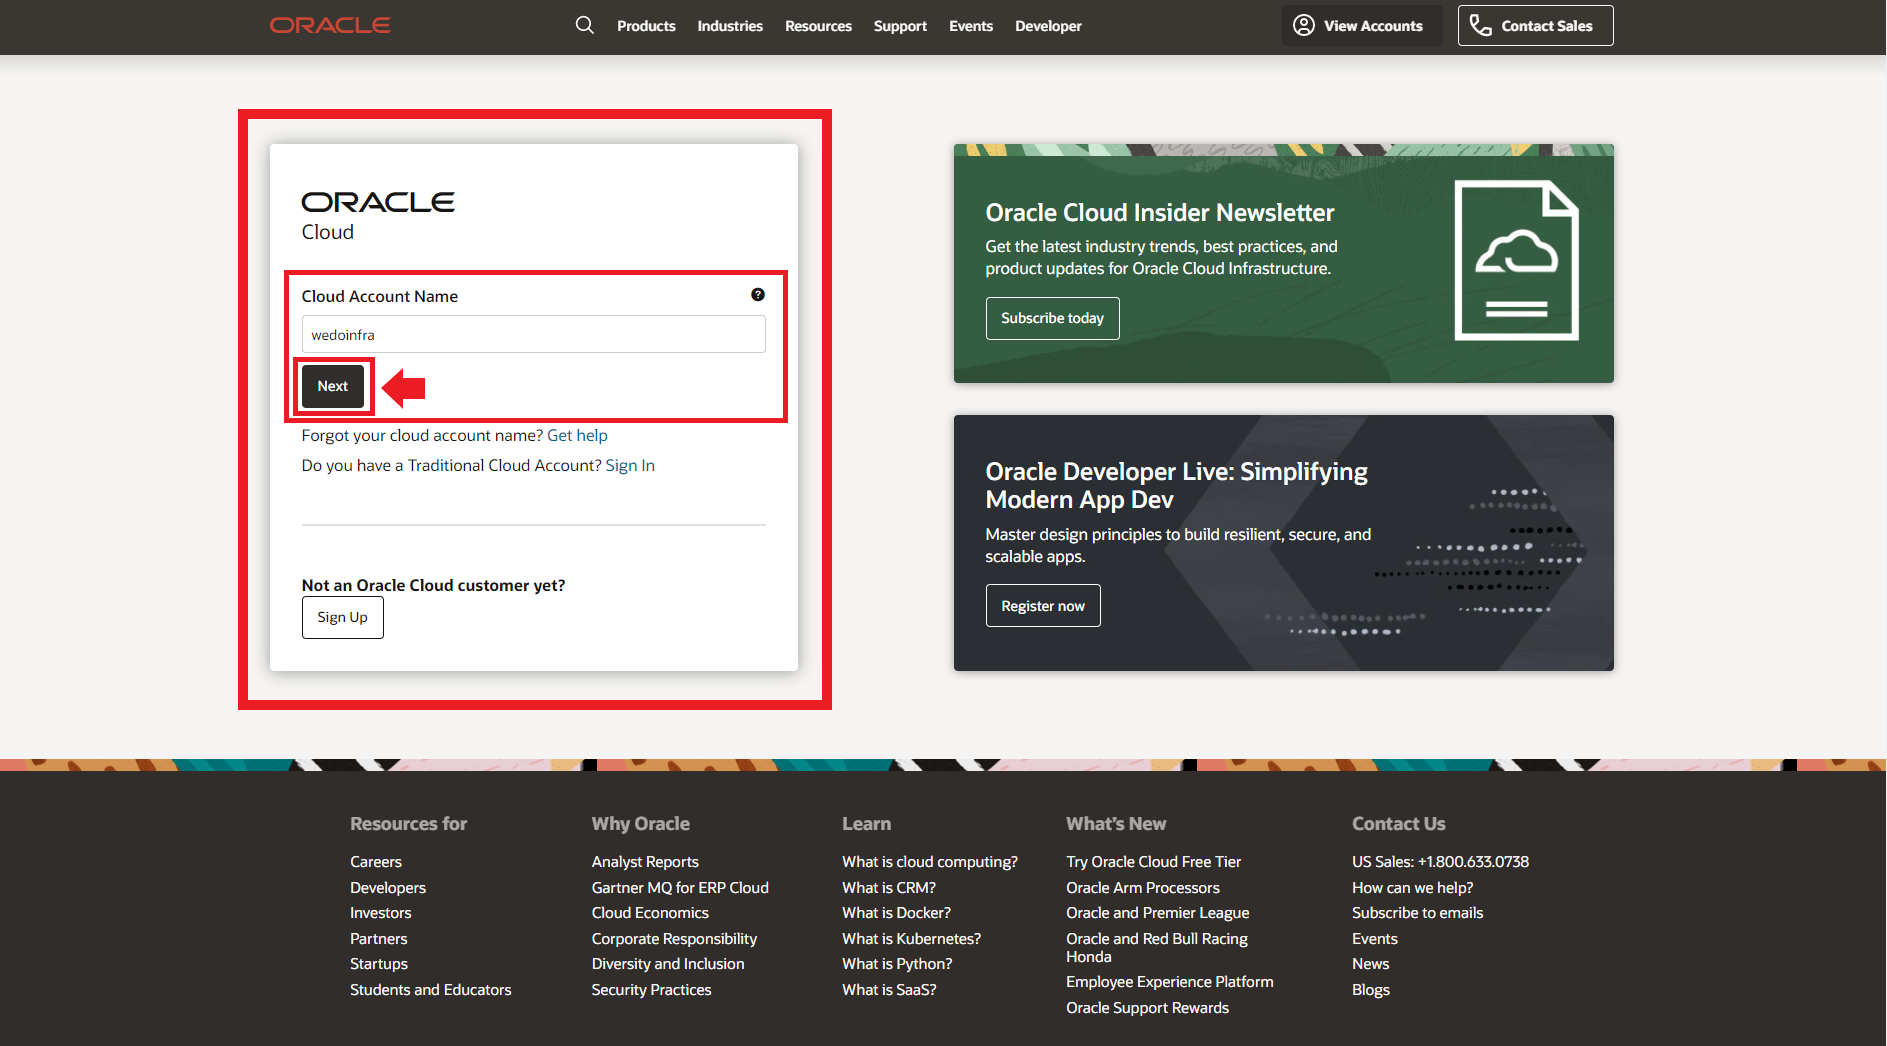 ORACLE
Products
Industries
Resources
Support
Events
Developer
View Accounts
Contact Sales
ORACLE
Cloud
Cloud Account Name
?
wedoinfra
Next
Forgot your cloud account name? Get help
Do you have a Traditional Cloud Account? Sign In
Not an Oracle Cloud customer yet?
Sign Up
Oracle Cloud Insider Newsletter
Get the latest industry trends, best practices, and
product updates for Oracle Cloud Infrastructure.
Subscribe today
Oracle Developer Live: Simplifying
Modern App Dev
Master design principles to build resilient, secure, and
scalable apps.
Register now
Resources for
Careers
Developers
Investors
Partners
Startups
Students and Educators
Why Oracle
Analyst Reports
Gartner MQ for ERP Cloud
Cloud Economics
Corporate Responsibility
Diversity and Inclusion
Security Practices
Learn
What is cloud computing?
What is CRM?
What is Docker?
What is Kubernetes?
What is Python?
What is SaaS?
What's New
Try Oracle Cloud Free Tier
Oracle Arm Processors
Oracle and Premier League
Oracle and Red Bull Racing
Honda
Employee Experience Platform
Oracle Support Rewards
Contact Us
US Sales: +1.800.633.0738
How can we help?
Subscribe to emails
Events
News
Blogs